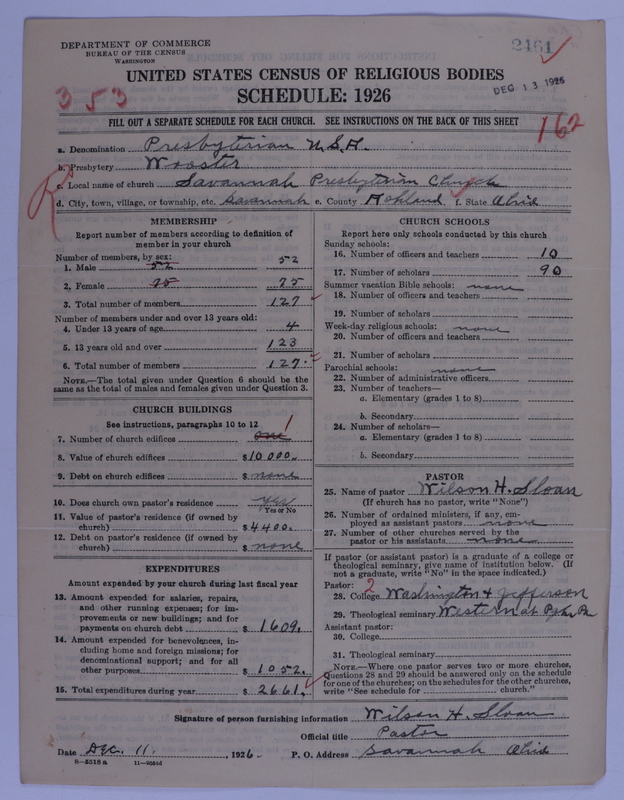 DEPARTMENT OF COMMERCE
BUREAU OF THE CENSUS
WASHINGTON
2461
DEC 13 1926
UNITED STATES CENSUS OF RELIGIOUS BODIES
SCHEDULE: 1926
353
162
FILL OUT A SEPARATE SCHEDULE FOR EACH CHURCH. SEE INSTRUCTIONS ON THE BACK OF THIS SHEET
a. Denomination Presbyterian U.S.A.
b. Presbytery Wooster
c. Local name of church Savannah Presbyterian Church
d. City, town, village, or township, etc. Savannah e. County Ashland f. State Ohio
MEMBERSHIP
Report number of members according to definition of
member in your church
Number of members, by sex:
1. Male 52 52
2. Female 75 75
3. Total number of members 127
Number of members under and over 13 years old:
4. Under 13 years of age 4
5. 13 years old and over 123
6. Total number of members 127.
NOTE.—The total given under Question 6 should be the
same as the total of males and females given under Question 3.
CHURCH BUILDINGS
See instructions, paragraphs 10 to 12
7. Number of church edifices one 1
8. Value of church edifices $10000.
9. Debt on church edifices $ none
10. Does church own pastor's residence yes
Yes or No
11. Value of pastor's residence (if owned by
church) $4400.
12. Debt on pastor's residence (if owned by
church) $ none
EXPENDITURES
Amount expended by your church during last fiscal year
13. Amount expended for salaries, repairs,
and other running expenses; for im-
provements or new buildings; and for
payments on church debt $1609.
14. Amount expended for benevolences, in-
cluding home and foreign missions; for
denominational support; and for all
other purposes $1052.
15. Total expenditures during year $2661.
CHURCH SCHOOLS
Report here only schools conducted by this church
Sunday schools:
16. Number of officers and teachers 10
17. Number of scholars 90
Summer vacation Bible schools: none
18. Number of officers and teachers
19. Number of scholars
Week-day religious schools: none
20. Number of officers and teachers
21. Number of scholars
Parochial schools: none
22. Number of administrative officers
23. Number of teachers—
a. Elementary (grades 1 to 8)
b. Secondary
24. Number of scholars—
a. Elementary (grades 1 to 8)
b. Secondary
PASTOR
25. Name of pastor Wilson H. Sloan
(If church has no pastor, write "None")
26. Number of ordained ministers, if any, em-
ployed as assistant pastors none
27. Number of other churches served by the
pastor or his assistants none
If pastor (or assistant pastor) is a graduate of a college or
theological seminary, give name of institution below. (If
not a graduate, write "No" in the space indicated.)
Pastor: 2
28. College Washington & Jefferson
29. Theological seminary Western at Pgh Pa
Assistant pastor:
30. College
31. Theological seminary
NOTE.—Where one pastor serves two or more churches,
Questions 28 and 29 should be answered only on the schedule
for one of the churches; on the schedules for the other churches,
write "See schedule for church."
Signature of person furnishing information Wilson H. Sloan
Official title Pastor
Date Dec. 11. , 1926. P. O. Address Savannah Ohio
8—5518a